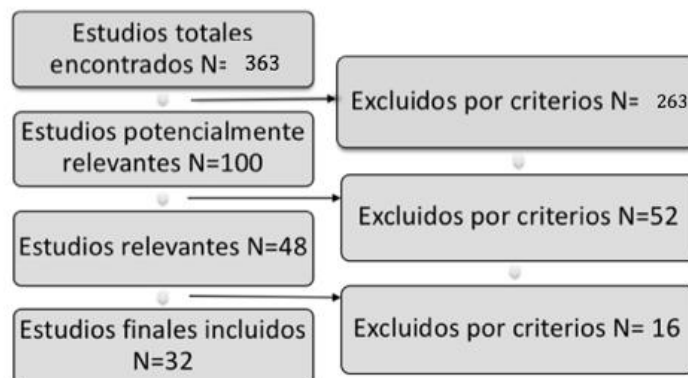 Estudios totales
encontrados N= 363
Excluidos por criterios N= 263
Estudios potencialmente
relevantes N=100
Excluidos por criterios N=52
Estudios relevantes N=48
Excluidos por criterios N= 16
Estudios finales incluidos
N=32